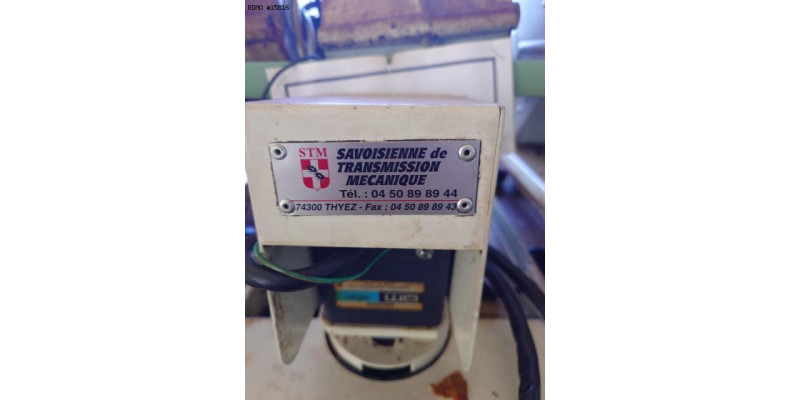 RDMO #15816
STM
SAVOISIENNE de
TRANSMISSION
MECANIQUE
Tél. : 04 50 89 89 44
74300 THYEZ - Fax : 04 50 89 89 43